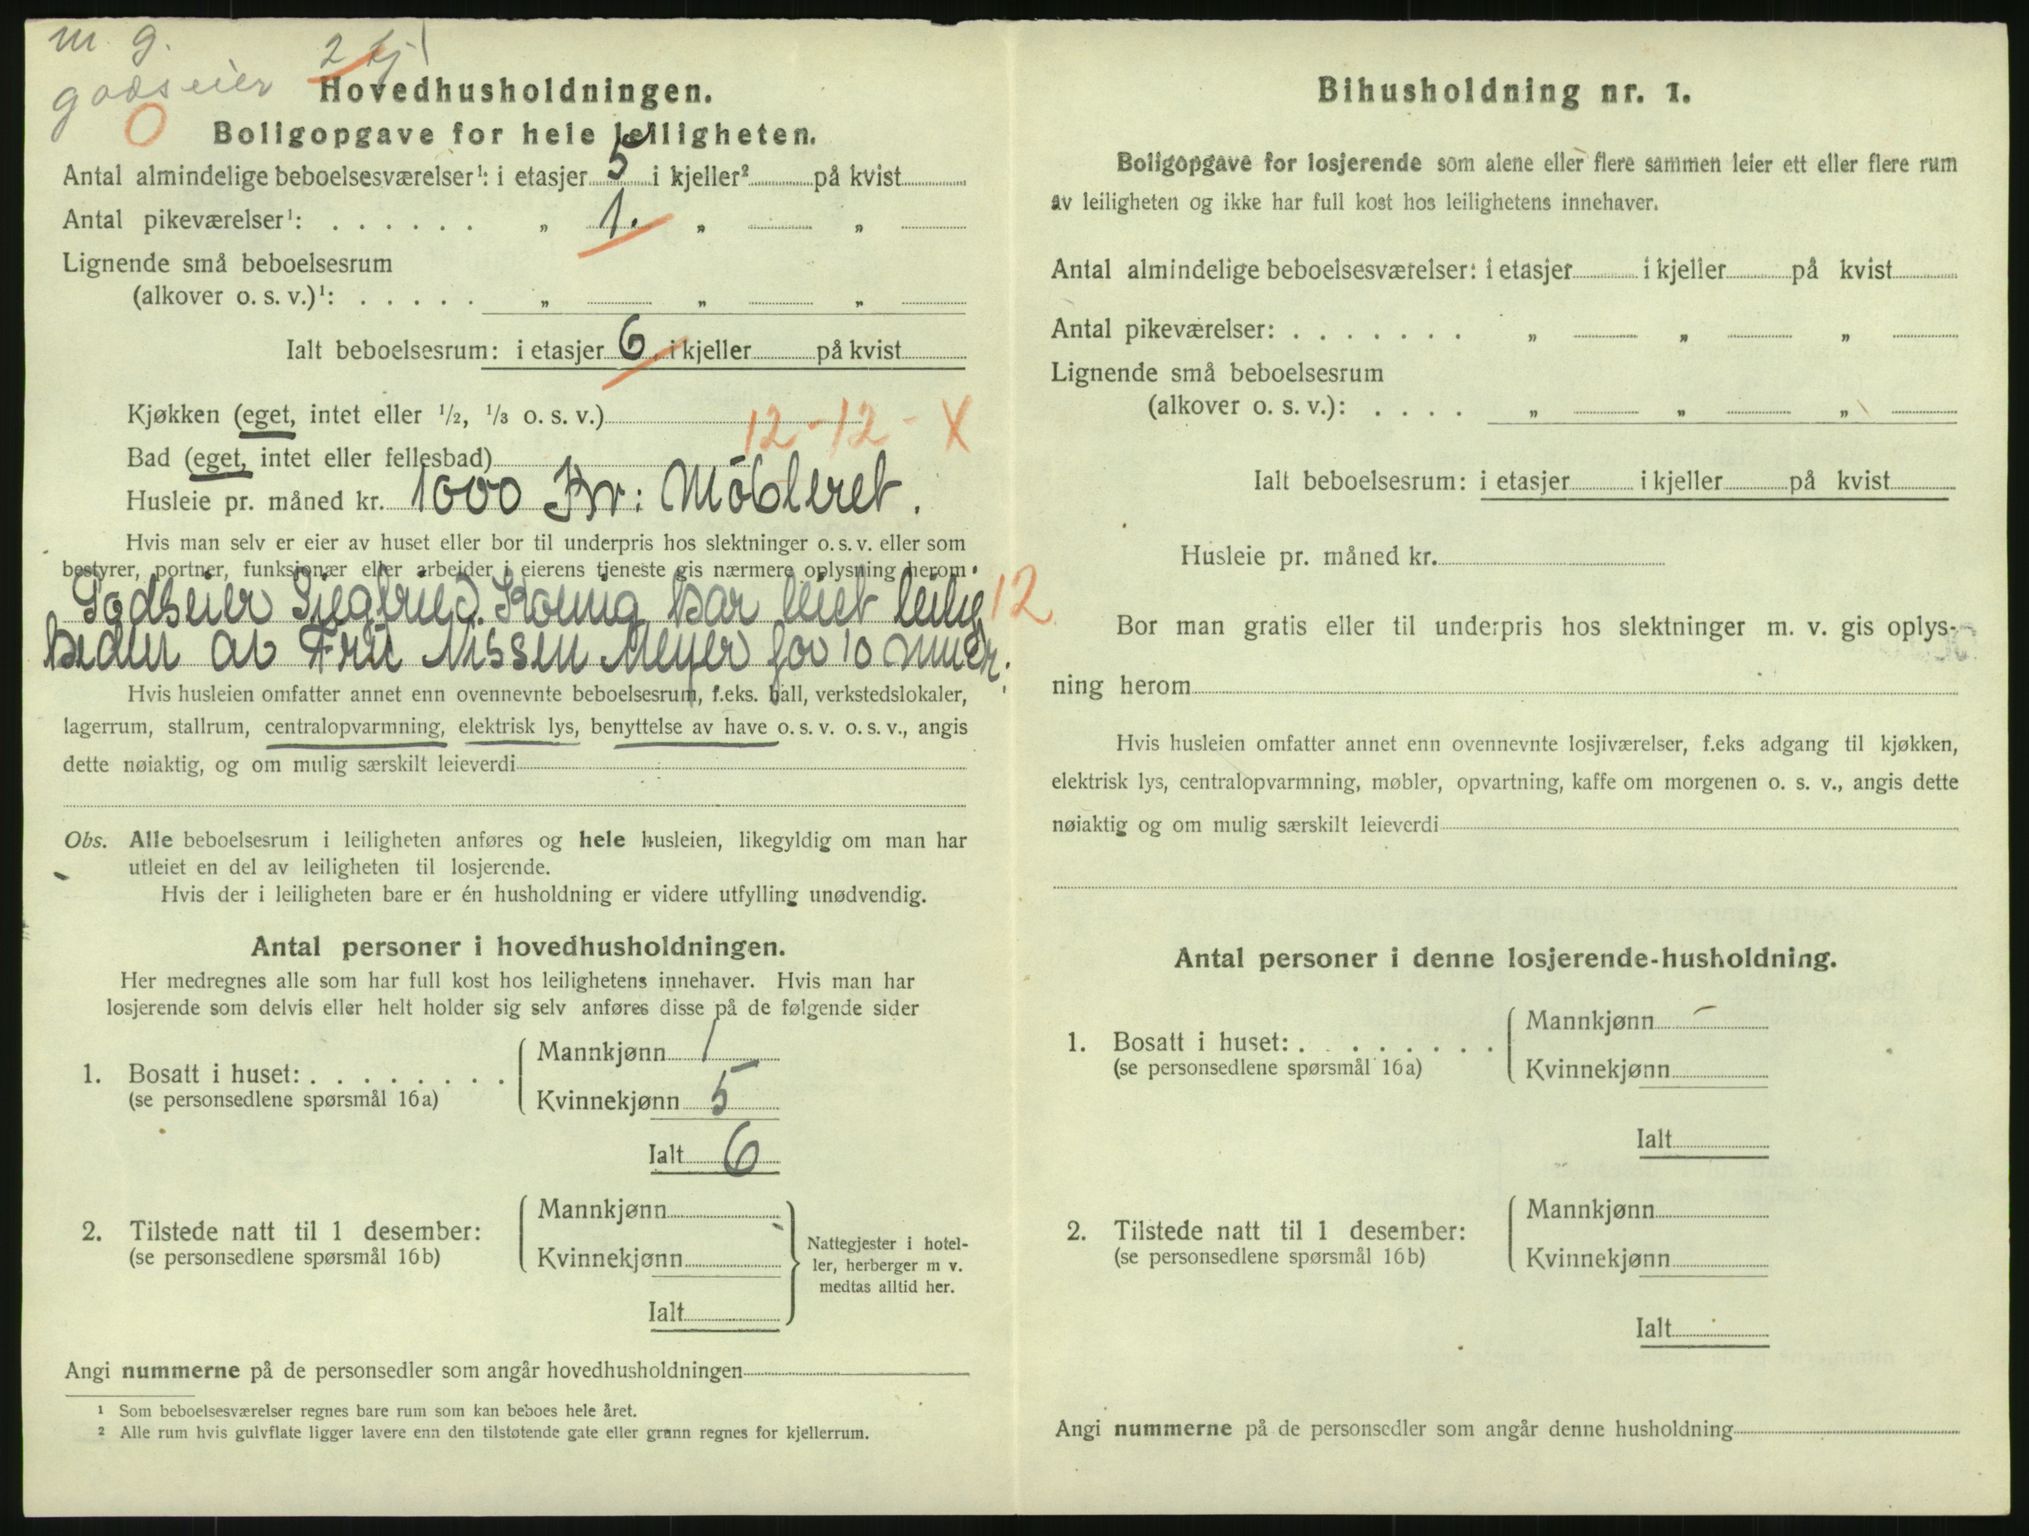 m. g.
2 kj
godseier
O
Hovedhusholdningen.
Boligopgave for hele leiligheten.
Antal almindelige beboelsesværelser¹: i etasjer 5 i kjeller² på kvist
Antal pikeværelser¹: . . . . . . „ 1. „ „
Lignende små beboelsesrum
(alkover o. s. v.)¹: . . . . . „ „ „
Ialt beboelsesrum: i etasjer 6 i kjeller på kvist
Kjøkken (eget, intet eller 1/2, 1/3 o. s. v.)
12 - 12 - X
Bad (eget, intet eller fellesbad)
Husleie pr. måned kr. 1000 Kr: Möbleret.
Hvis man selv er eier av huset eller bor til underpris hos slektninger o. s. v. eller som
bestyrer, portner, funksjonær eller arbeider i eierens tjeneste gis nærmere oplysning herom
Godseier Siegfried Koenig har leiet leilig 12
heden av Fru Nissen Meyer for 10 mndr.
Hvis husleien omfatter annet enn ovennevnte beboelsesrum, f.eks. hall, verkstedslokaler,
lagerrum, stallrum, centralopvarmning, elektrisk lys, benyttelse av have o. s. v. o. s. v., angis
dette nøiaktig, og om mulig særskilt leieverdi
Obs. Alle beboelsesrum i leiligheten anføres og hele husleien, likegyldig om man har
utleiet en del av leiligheten til losjerende.
Hvis der i leiligheten bare er én husholdning er videre utfylling unødvendig.
Antal personer i hovedhusholdningen.
Her medregnes alle som har full kost hos leilighetens innehaver. Hvis man har
losjerende som delvis eller helt holder sig selv anføres disse på de følgende sider
Mannkjønn 1
1. Bosatt i huset: . . . . . . . .
(se personsedlene spørsmål 16a)
Kvinnekjønn 5
Ialt 6
Mannkjønn
2. Tilstede natt til 1 desember:
(se personsedlene spørsmål 16b)
Kvinnekjønn
Ialt
Nattegjester i hotel-
ler, herberger m v.
medtas alltid her.
Angi nummerne på de personsedler som angår hovedhusholdningen
¹ Som beboelsesværelser regnes bare rum som kan beboes hele året.
² Alle rum hvis gulvflate ligger lavere enn den tilstøtende gate eller grunn regnes for kjellerrum.
Bihusholdning nr. 1.
Boligopgave for losjerende som alene eller flere sammen leier ett eller flere rum
av leiligheten og ikke har full kost hos leilighetens innehaver.
Antal almindelige beboelsesværelser: i etasjer i kjeller på kvist
Antal pikeværelser: . . . . . . . „ „ „
Lignende små beboelsesrum
(alkover o. s. v.): . . . . „ „ „
Ialt beboelsesrum: i etasjer i kjeller på kvist
Husleie pr. måned kr.
Bor man gratis eller til underpris hos slektninger m. v. gis oplys-
ning herom
Hvis husleien omfatter annet enn ovennevnte losjiværelser, f.eks adgang til kjøkken,
elektrisk lys, centralopvarmning, møbler, opvartning, kaffe om morgenen o. s. v., angis dette
nøiaktig og om mulig særskilt leieverdi
Antal personer i denne losjerende-husholdning.
Mannkjønn
1. Bosatt i huset: . . . . . . . .
(se personsedlene spørsmål 16a)
Kvinnekjønn
Ialt
Mannkjønn
2. Tilstede natt til 1 desember:
(se personsedlene spørsmål 16b)
Kvinnekjønn
Ialt
Angi nummerne på de personsedler som angår denne husholdning